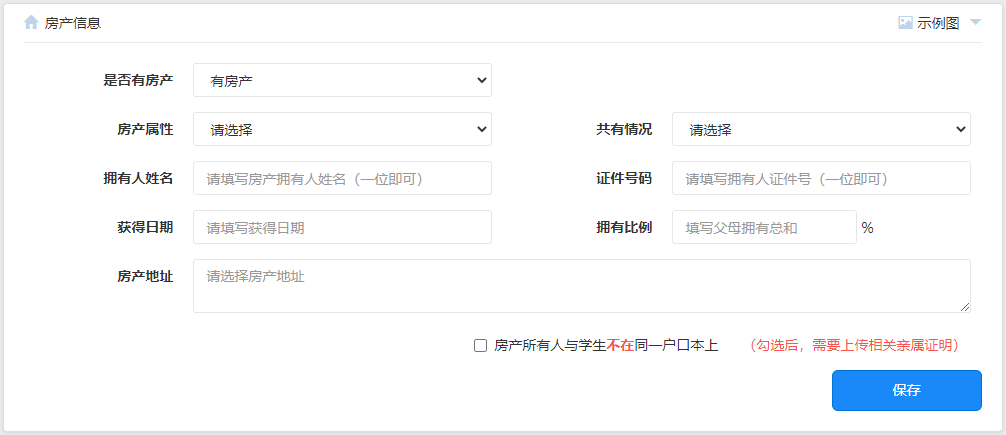 房产信息 示例图
是否有房产 有房产
房产属性 请选择 共有情况 请选择
拥有人姓名 请填写房产拥有人姓名（一位即可） 证件号码 请填写拥有人证件号（一位即可）
获得日期 请填写获得日期 拥有比例 填写父母拥有总和 %
房产地址 请选择房产地址
房产所有人与学生不在同一户口本上 （勾选后，需要上传相关亲属证明）
保存